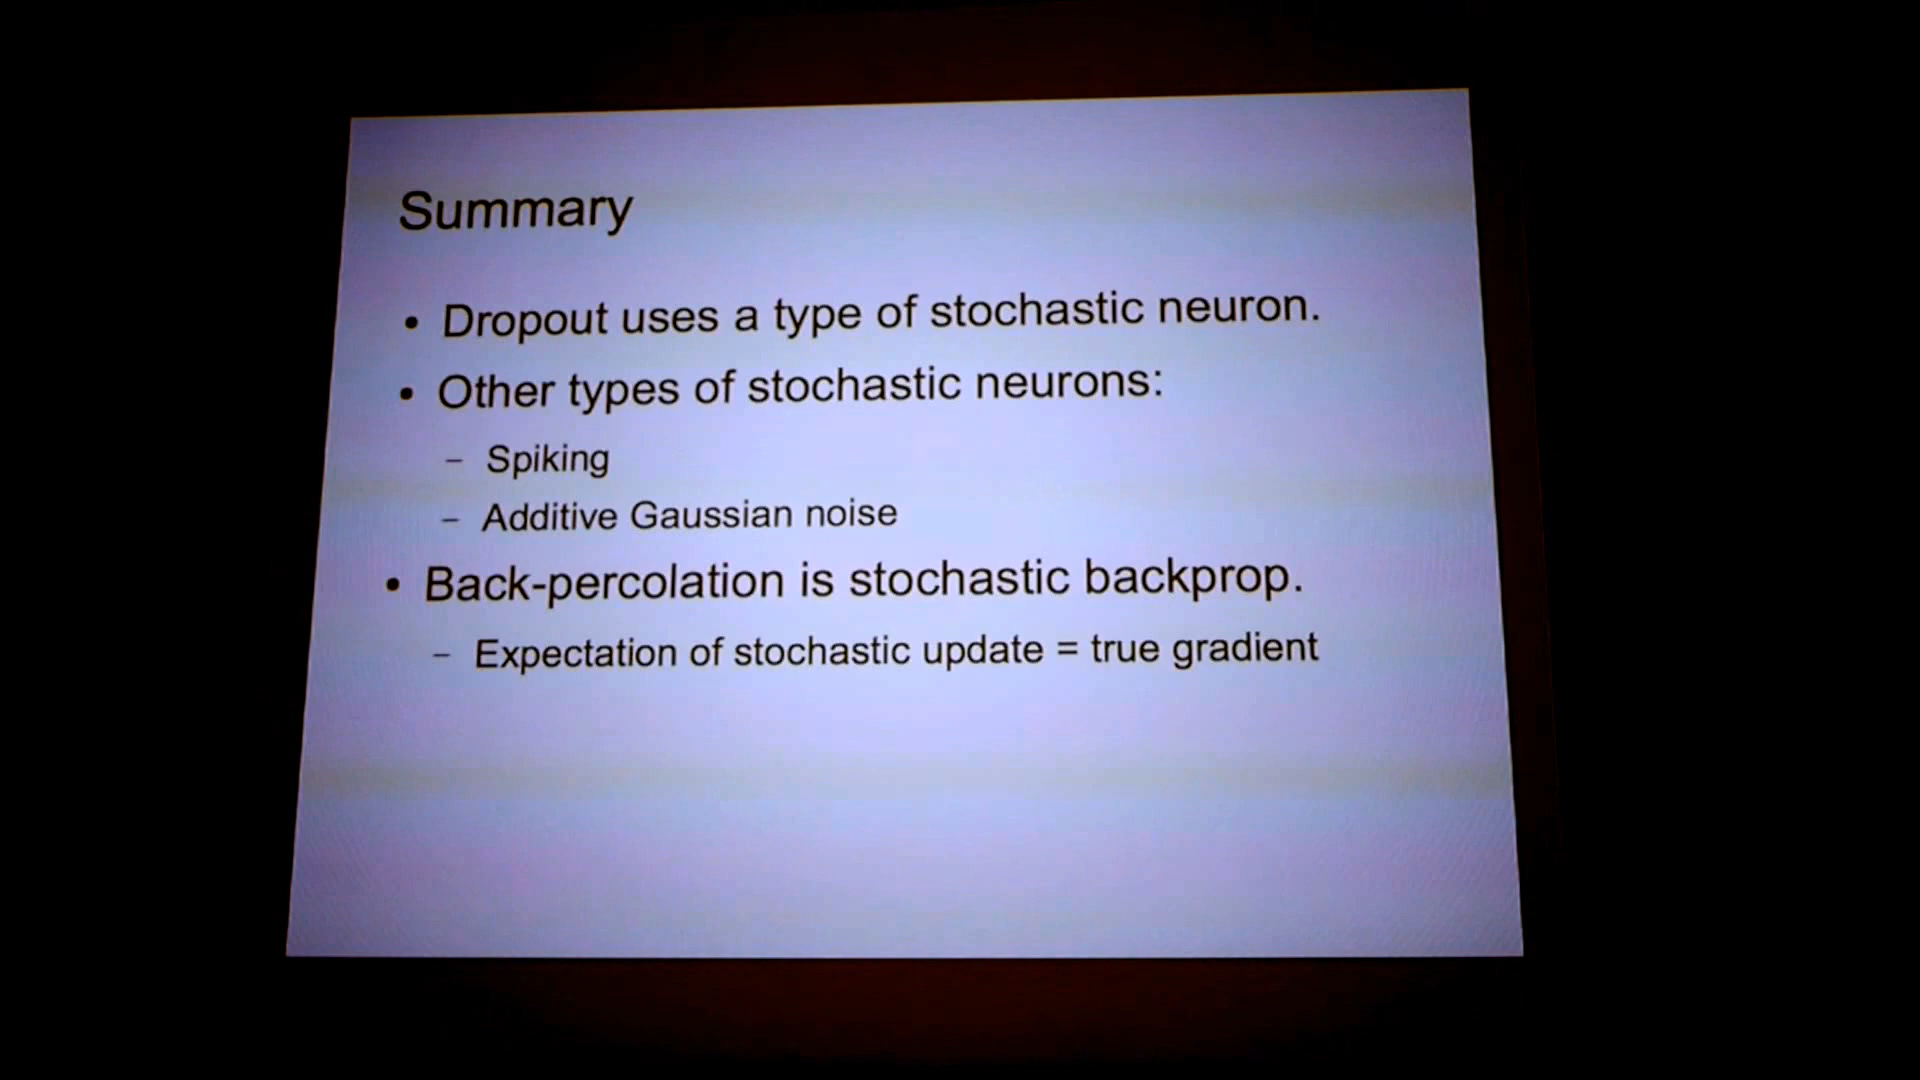 Summary
• Dropout uses a type of stochastic neuron.
• Other types of stochastic neurons:
– Spiking
– Additive Gaussian noise
• Back-percolation is stochastic backprop.
– Expectation of stochastic update = true gradient